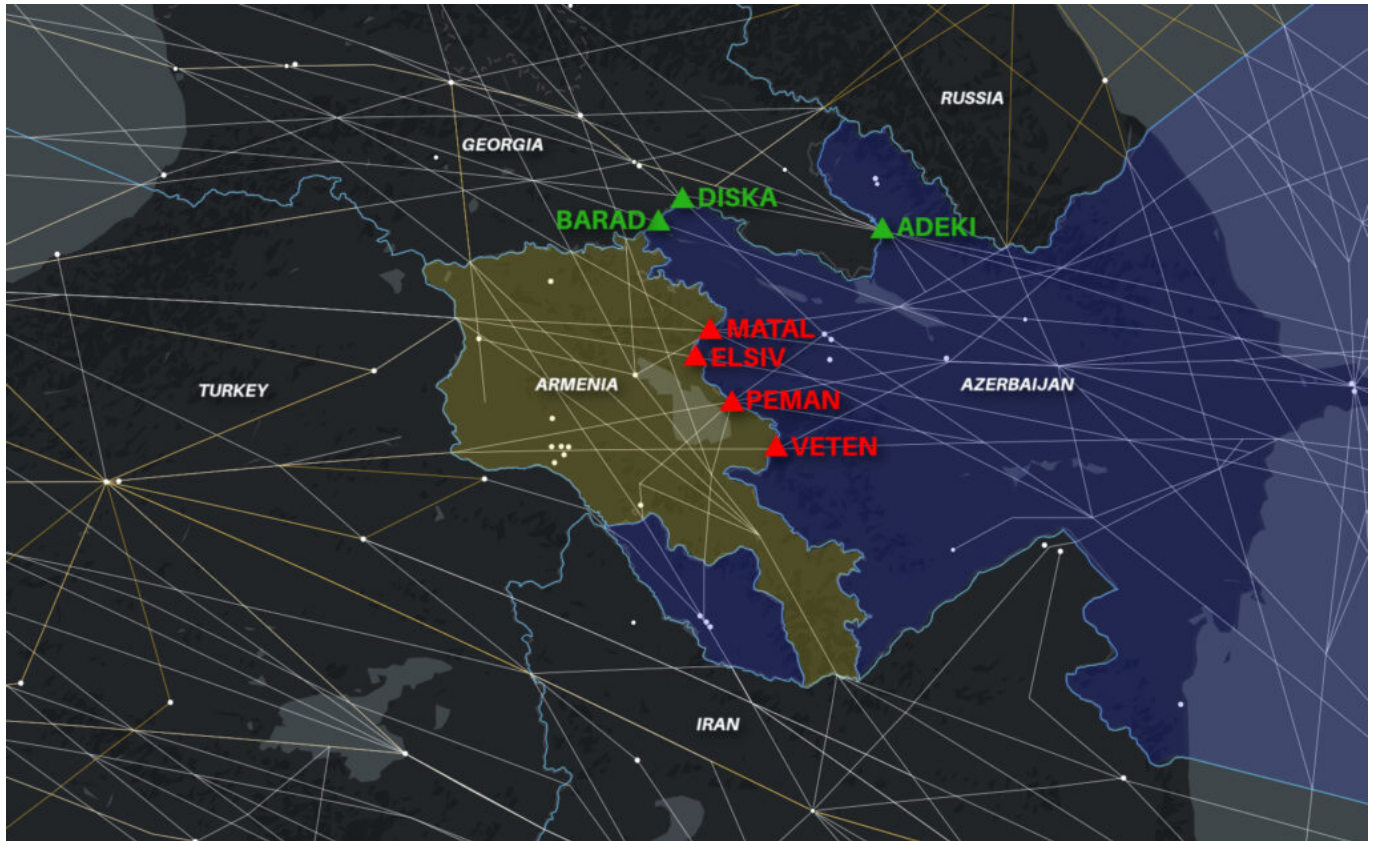 RUSSIA
GEORGIA
DISKA
BARAD
ADEKI
MATAL
ELSIV
TURKEY
ARMENIA
AZERBAIJAN
PEMAN
VETEN
IRAN